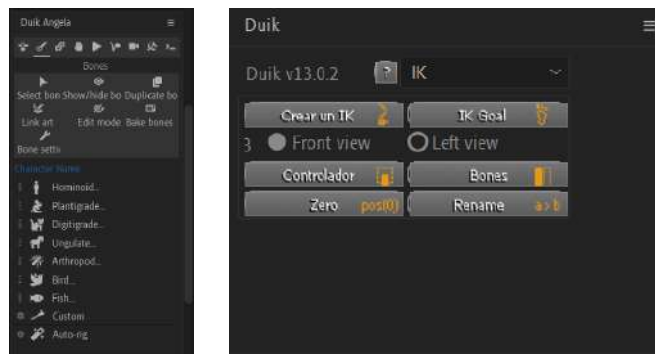 Duik Angela
Bones
Select bon Show/hide bo Duplicate bo
Link art Edit mode Bake bones
Bone settin
Character Name
Hominoid...
Plantigrade...
Digitigrade...
Ungulate...
Arthropod...
Bird...
Fish...
Custom
Auto-rig
Duik
Duik v13.0.2 ? IK
Crear un IK IK Goal
3 Front view Left view
Controlador Bones
Zero pos(0) Rename a>b